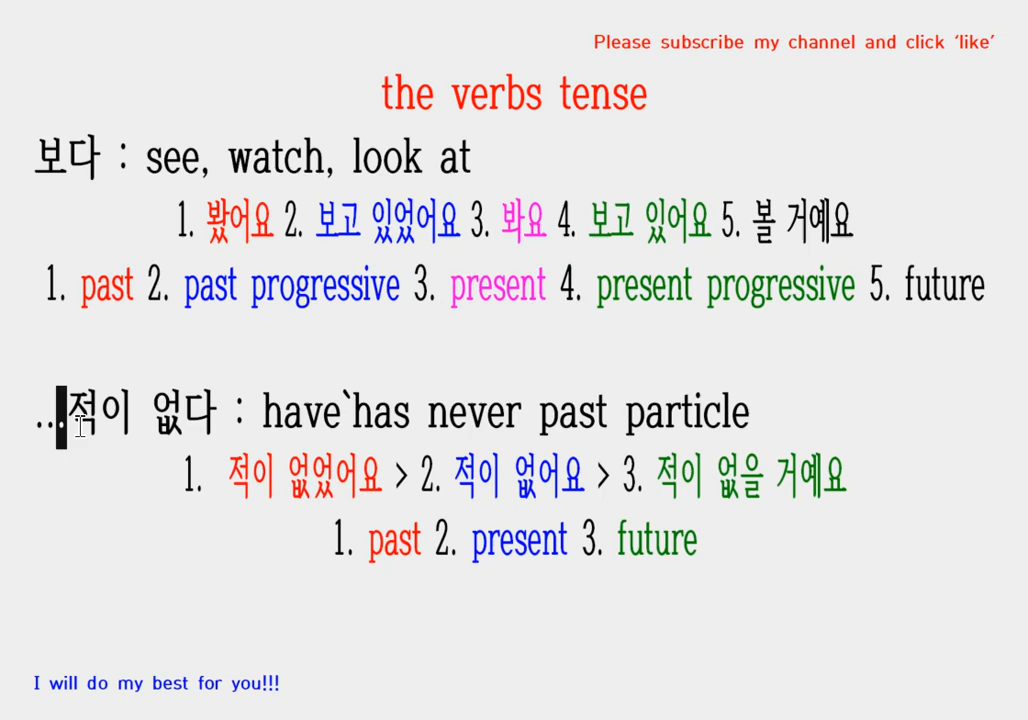 Please subscribe my channel and click ‘like’
the verbs tense
보다 : see, watch, look at
1. 봤어요 2. 보고 있었어요 3. 봐요 4. 보고 있어요 5. 볼 거예요
1. past 2. past progressive 3. present 4. present progressive 5. future
...적이 없다 : have`has never past particle
1. 적이 없었어요 > 2. 적이 없어요 > 3. 적이 없을 거예요
1. past 2. present 3. future
I will do my best for you!!!